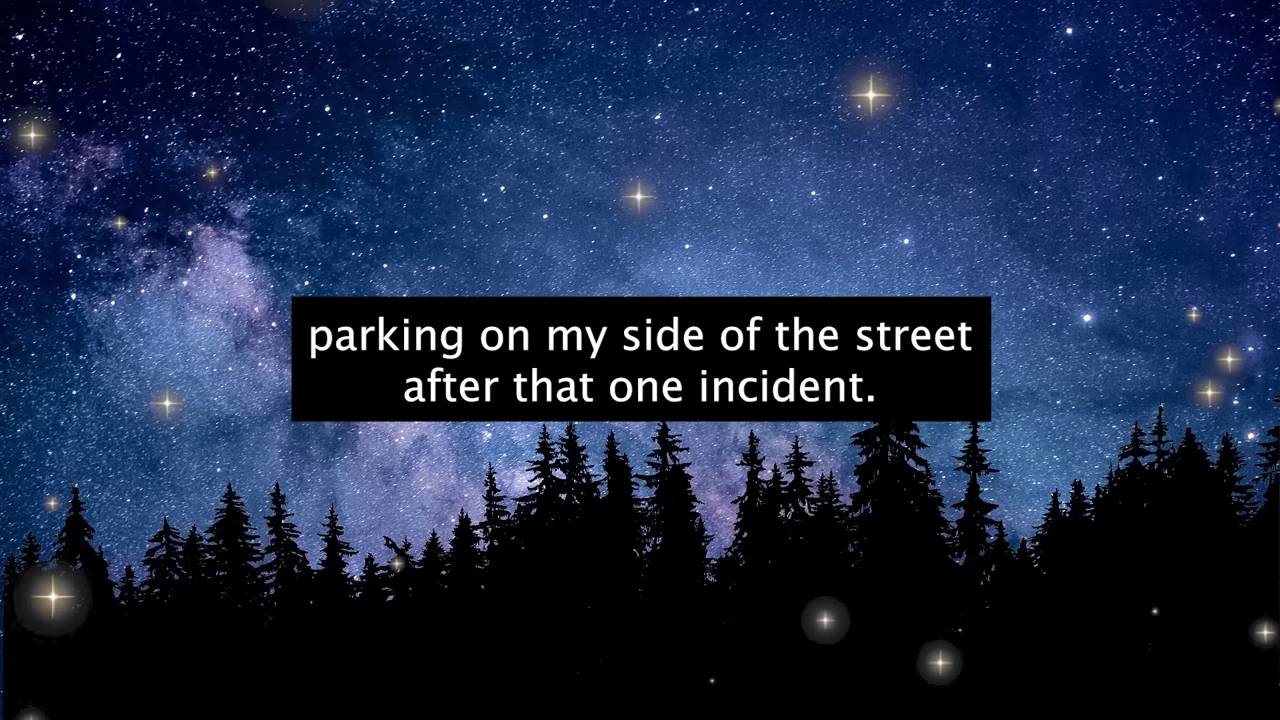 parking on my side of the street
after that one incident.